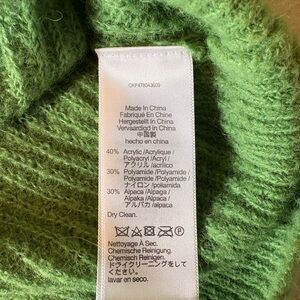 CKP478043609
Made In China
Fabriqué En Chine
Hergestellt In China
Vervaardigd In China
中国製
hecho en china
40% Acrylic /Acrylique /
Polyacryl /Acryl /
アクリル /acrílico
30% Polyamide /Polyamide /
Polyamid /Polyamide /
ナイロン /poliamida
30% Alpaca /Alpaga /
Alpaka /Alpaca /
アルパカ /alpaca
Dry Clean.
Nettoyage À Sec.
Chemische Reinigung.
Chemisch Reinigen.
ドライクリーニングをして
ください。
lavar en seco.